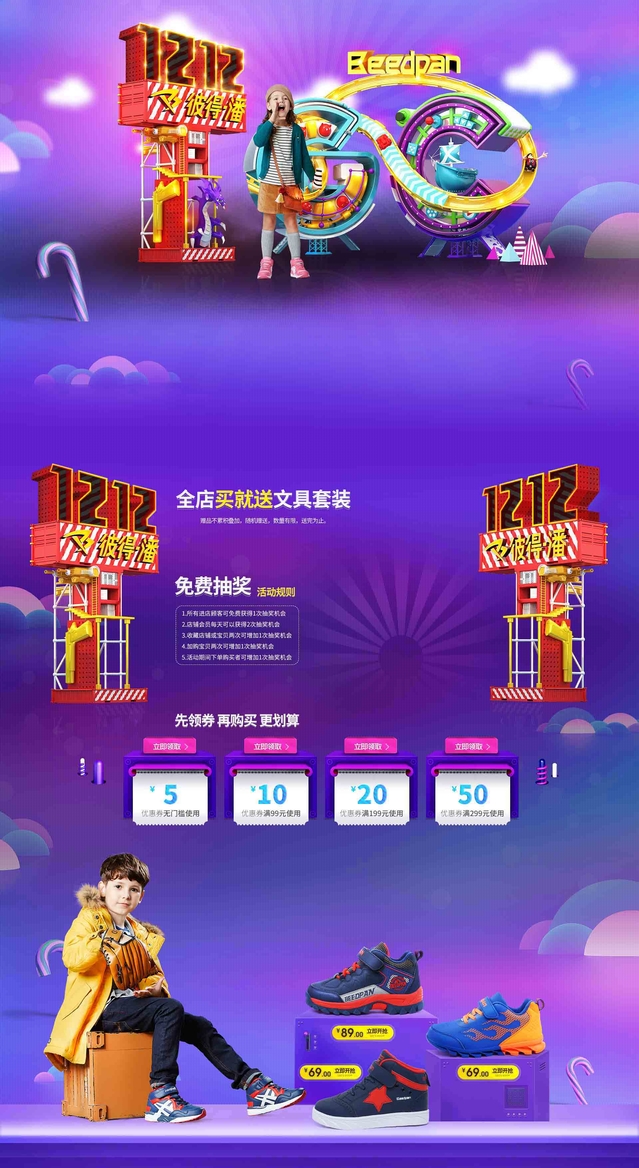 1212
彼得·潘
Beedpan
1212
彼得·潘
1212
彼得·潘
全店买就送文具套装
赠品不累积叠加，随机赠送，数量有限，送完为止。
免费抽奖 活动规则
1.所有进店顾客可免费获得1次抽奖机会
2.店铺会员每天可以获得2次抽奖机会
3.收藏店铺或宝贝两次可增加1次抽奖机会
4.加购宝贝两次可增加1次抽奖机会
5.活动期间下单购买者可增加1次抽奖机会
先领券 再购买 更划算
立即领取 >
立即领取 >
立即领取 >
立即领取 >
¥5
¥10
¥20
¥50
优惠券无门槛使用
优惠券满99元使用
优惠券满199元使用
优惠券满299元使用
BEEDPAN
¥89.00 立即开抢
¥69.00 立即开抢
¥69.00 立即开抢